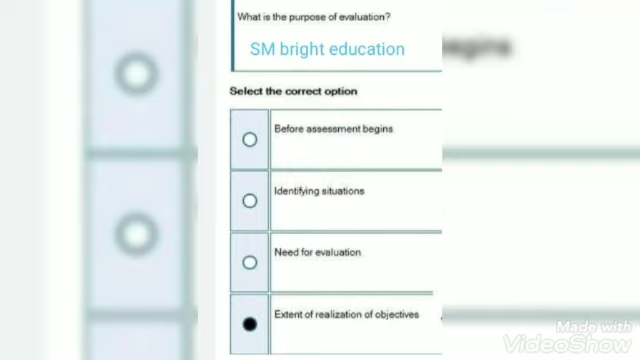 What is the purpose of evaluation?
SM bright education
Select the correct option
Before assessment begins
Identifying situations
Need for evaluation
Extent of realization of objectives
egins
Made with
VideoShow